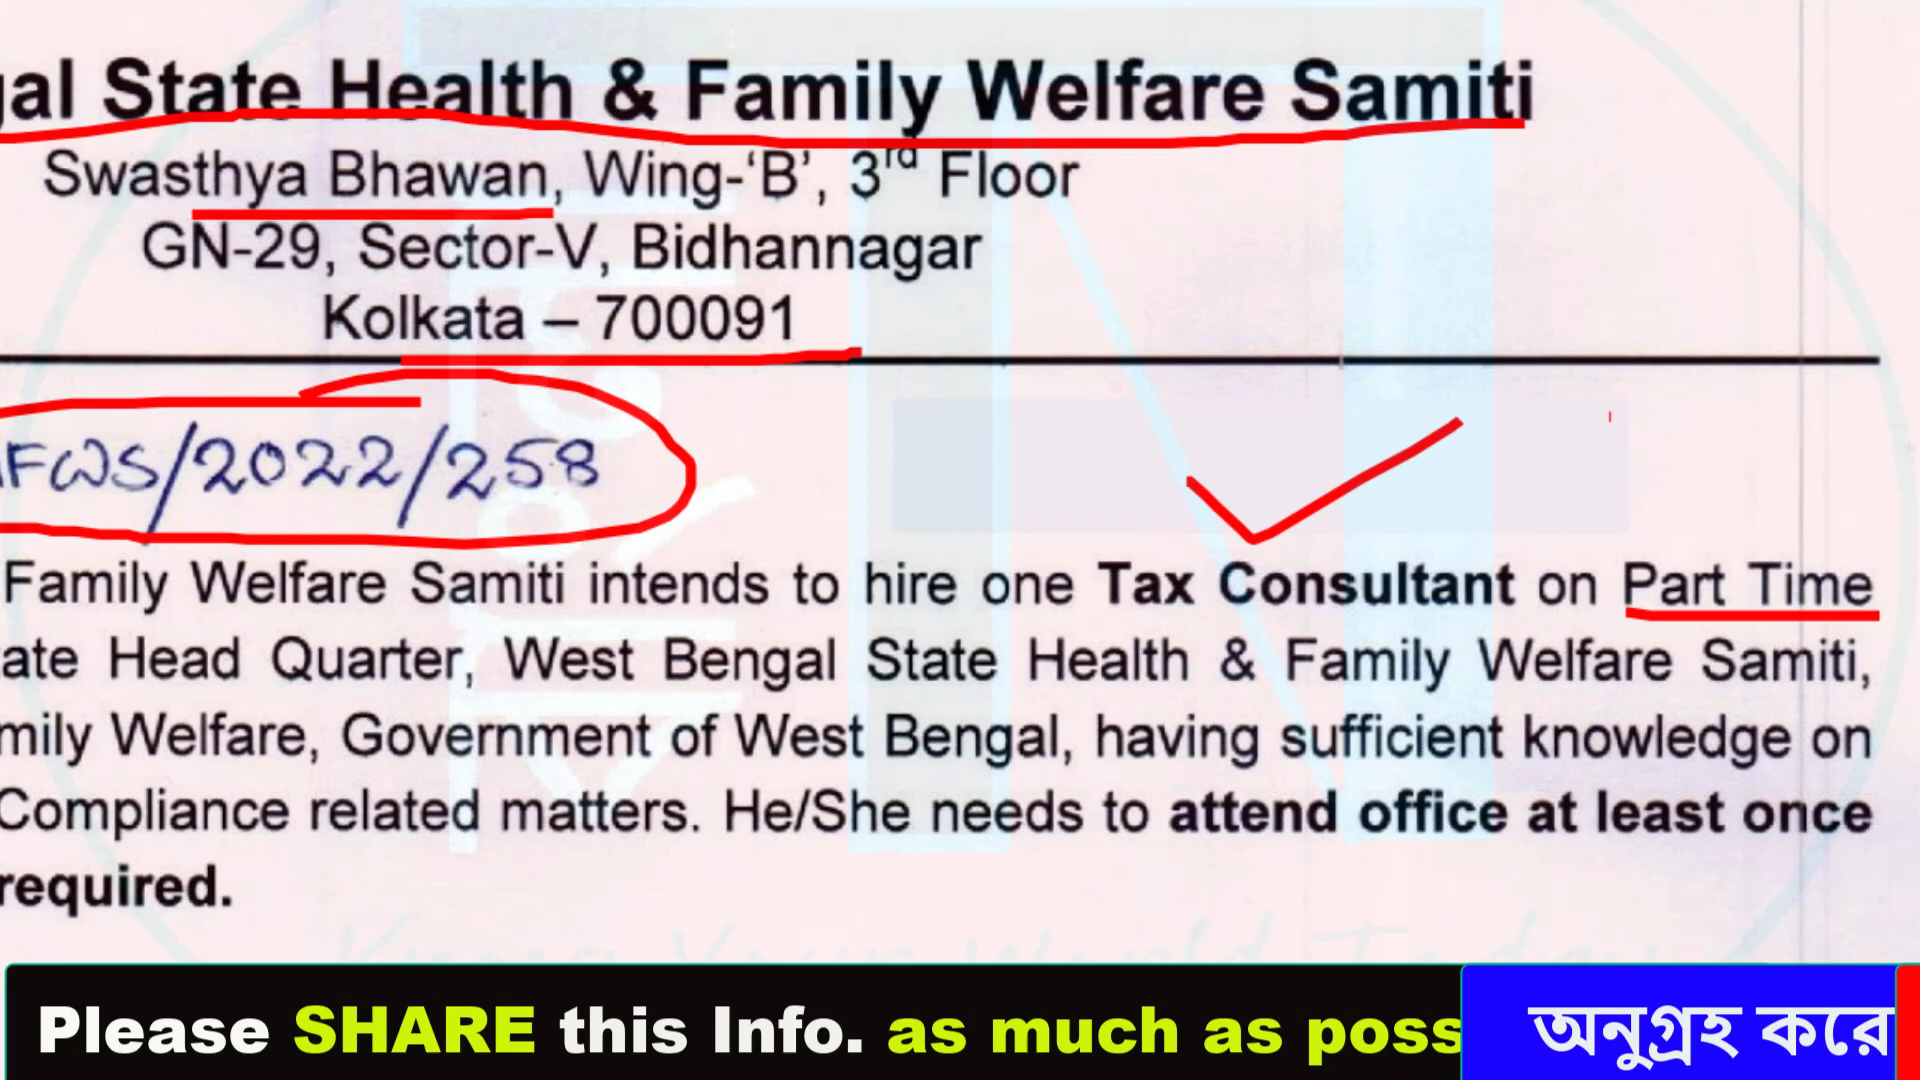 gal State Health & Family Welfare Samiti
Swasthya Bhawan, Wing-‘B’, 3rd Floor
GN-29, Sector-V, Bidhannagar
Kolkata – 700091
FWS/2022/258
Family Welfare Samiti intends to hire one Tax Consultant on Part Time
ate Head Quarter, West Bengal State Health & Family Welfare Samiti,
mily Welfare, Government of West Bengal, having sufficient knowledge on
Compliance related matters. He/She needs to attend office at least once
required.
Please SHARE this Info. as much as poss
অনুগ্রহ করে